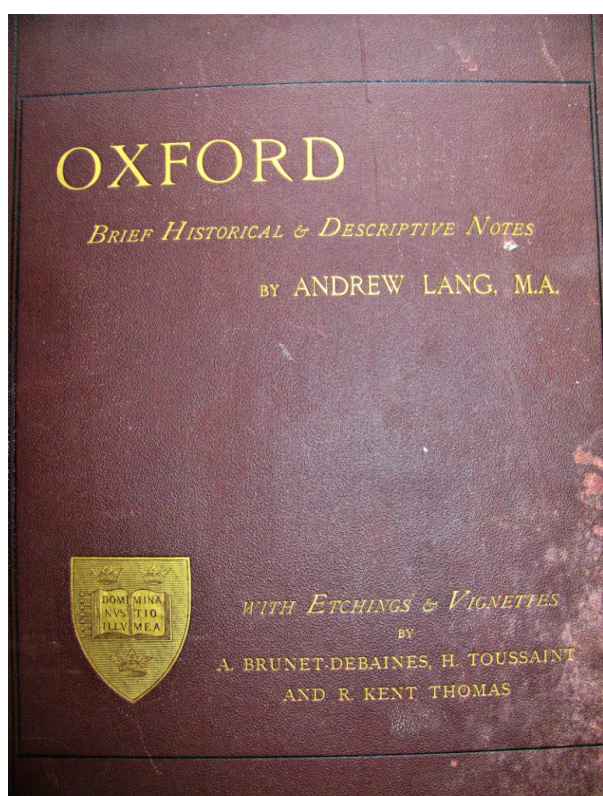 OXFORD
BRIEF HISTORICAL & DESCRIPTIVE NOTES
BY ANDREW LANG, M.A.
DOM MINA
NVS TIO
ILLV MEA
WITH ETCHINGS & VIGNETTES
BY
A. BRUNET-DEBAINES, H. TOUSSAINT
AND R. KENT THOMAS